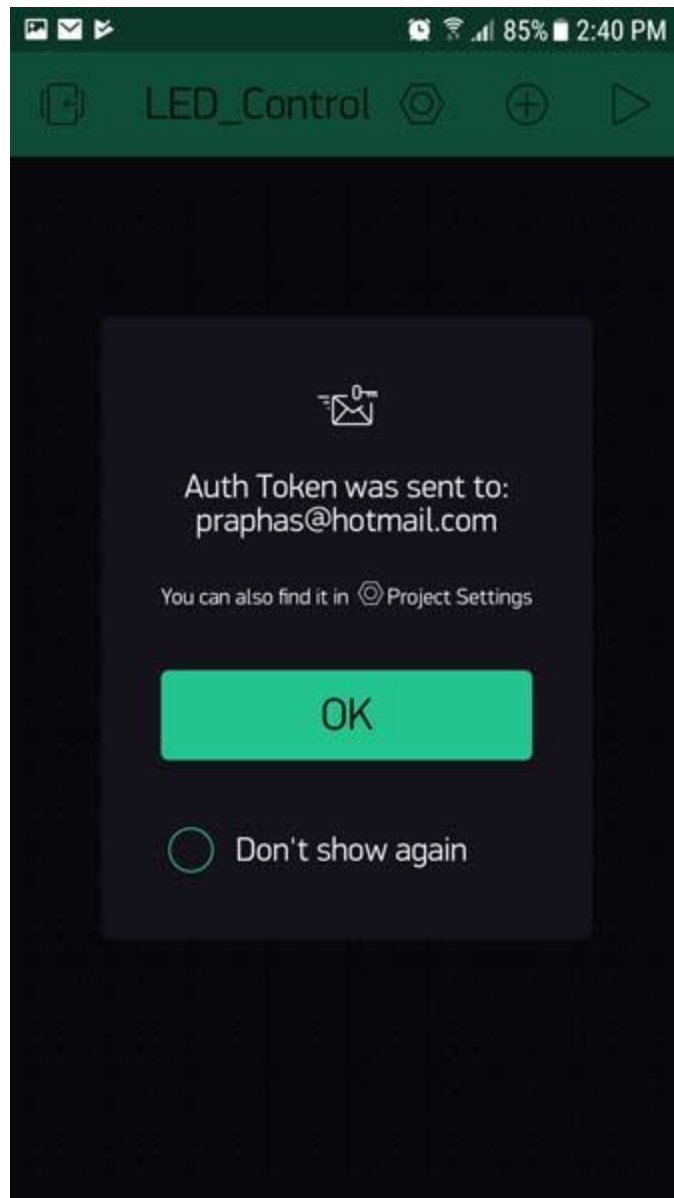 85% 2:40 PM
LED_Control
Auth Token was sent to:
praphas@hotmail.com
You can also find it in Project Settings
OK
Don't show again